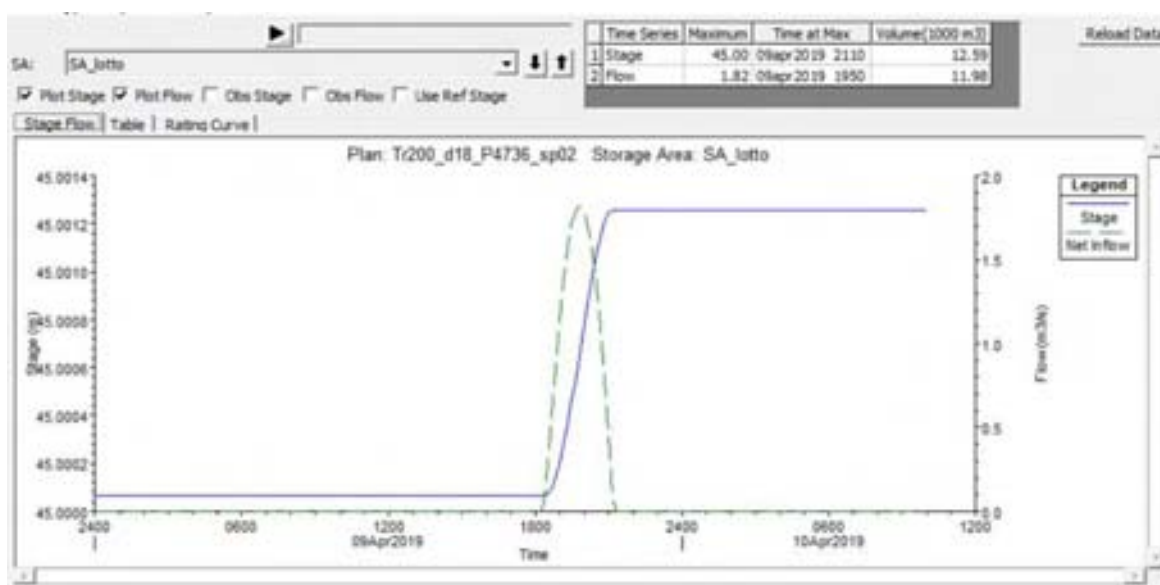 Time Series Maximum Time at Max Volume(1000 m3)
1 Stage 45.00 09apr2019 2110 12.59
2 Flow 1.82 09apr2019 1950 11.98
Reload Data
SA: SA_lotto
Plot Stage Plot Flow Obs Stage Obs Flow Use Ref Stage
Stage Flow Table Rating Curve
Plan: Tr200_d18_P4736_sp02 Storage Area: SA_lotto
45.0014
45.0012
45.0010
45.0008
45.0006
45.0004
45.0002
45.0000
Stage (m)
2.0
1.5
1.0
0.5
0.0
Flow (m3/s)
Legend
Stage
Net Inflow
2400 0600 1200 1800 2400 0600 1200
09Apr2019 10Apr2019
Time